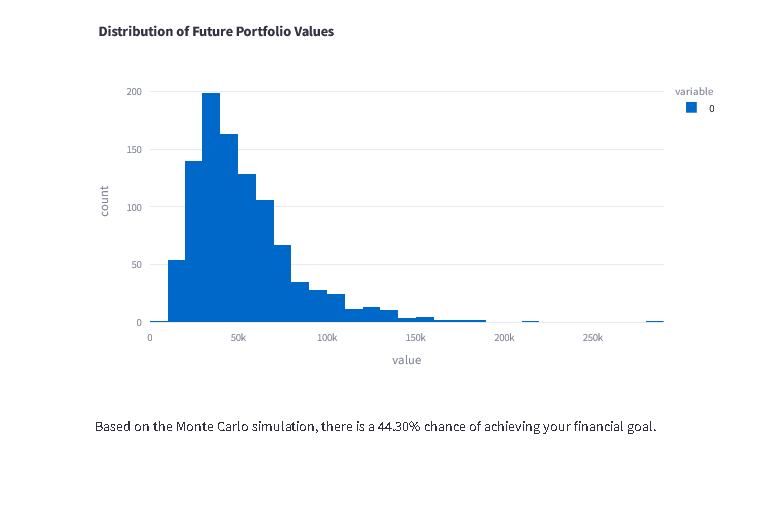 Distribution of Future Portfolio Values
variable
0
200
150
100
50
0
count
0 50k 100k 150k 200k 250k
value
Based on the Monte Carlo simulation, there is a 44.30% chance of achieving your financial goal.